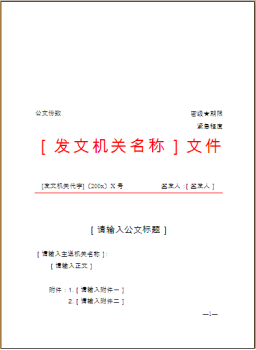 公文份数 密级★期限
紧急程度
[ 发文机关名称 ] 文件
[发文机关代字]〔200x〕X 号 签发人：[ 签发人 ]
[ 请输入公文标题 ]
[ 请输入主送机关名称 ]：
[ 请输入正文 ]
附件：1. [ 请输入附件一 ]
2. [ 请输入附件二 ]
—1—